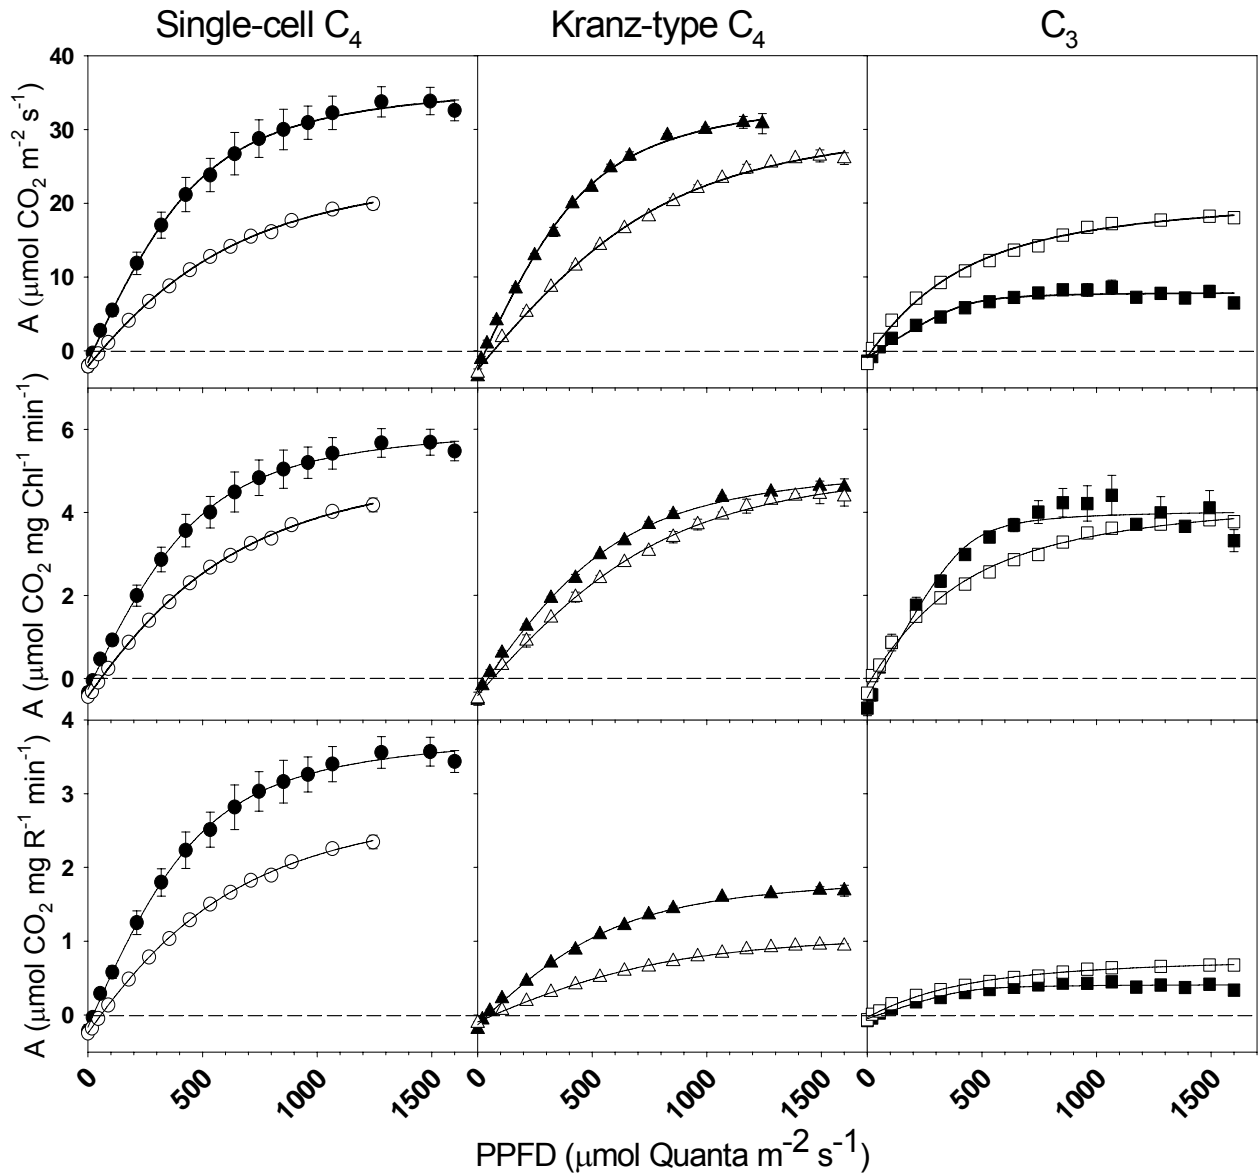 Single-cell C4 Kranz-type C4 C3
40
30
20
10
0
A (μmol CO2 m-2 s-1)
6
4
2
0
A (μmol CO2 mg Chl-1 min-1)
4
3
2
1
0
A (μmol CO2 mg R-1 min-1)
0 500 1000 1500 0 500 1000 1500 0 500 1000 1500
PPFD (μmol Quanta m-2 s-1)